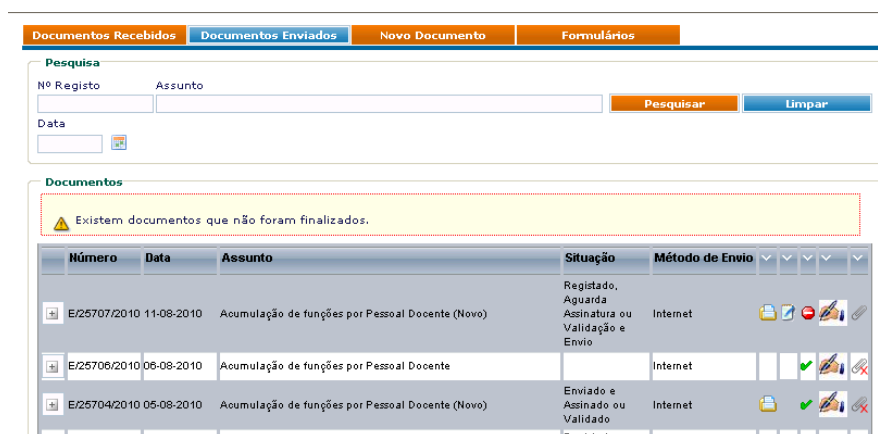 Documentos Recebidos Documentos Enviados Novo Documento Formulários
Pesquisa
Nº Registo Assunto
Pesquisar Limpar
Data
Documentos
Existem documentos que não foram finalizados.
Número Data Assunto Situação Método de Envio
E/25707/2010 11-08-2010 Acumulação de funções por Pessoal Docente (Novo) Registado,
Aguarda
Assinatura ou
Validação e
Envio
Internet
E/25706/2010 06-08-2010 Acumulação de funções por Pessoal Docente Internet
E/25704/2010 05-08-2010 Acumulação de funções por Pessoal Docente (Novo) Enviado e
Assinado ou
Validado
Internet